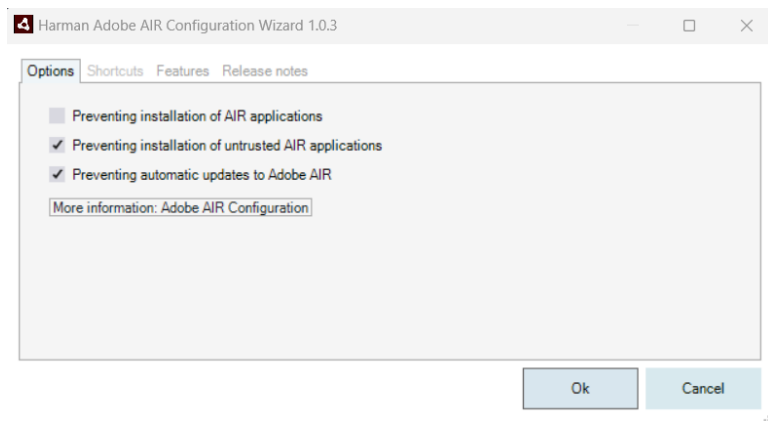 Harman Adobe AIR Configuration Wizard 1.0.3
Options Shortcuts Features Release notes
Preventing installation of AIR applications
Preventing installation of untrusted AIR applications
Preventing automatic updates to Adobe AIR
More information: Adobe AIR Configuration
Ok Cancel